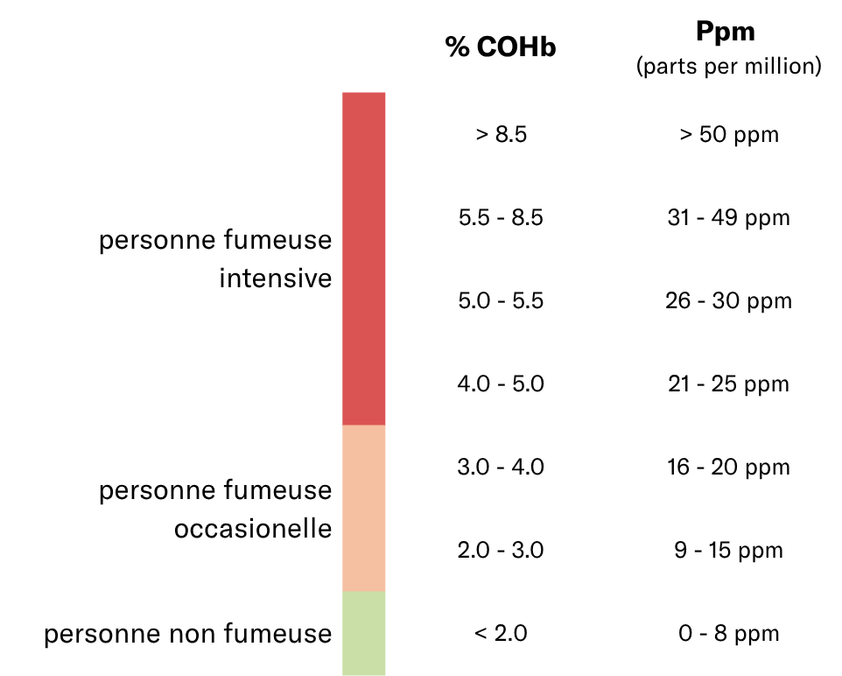 % COHb
Ppm
(parts per million)
> 8.5
> 50 ppm
5.5 - 8.5
31 - 49 ppm
personne fumeuse
intensive
5.0 - 5.5
26 - 30 ppm
4.0 - 5.0
21 - 25 ppm
3.0 - 4.0
16 - 20 ppm
personne fumeuse
occasionelle
2.0 - 3.0
9 - 15 ppm
personne non fumeuse
< 2.0
0 - 8 ppm